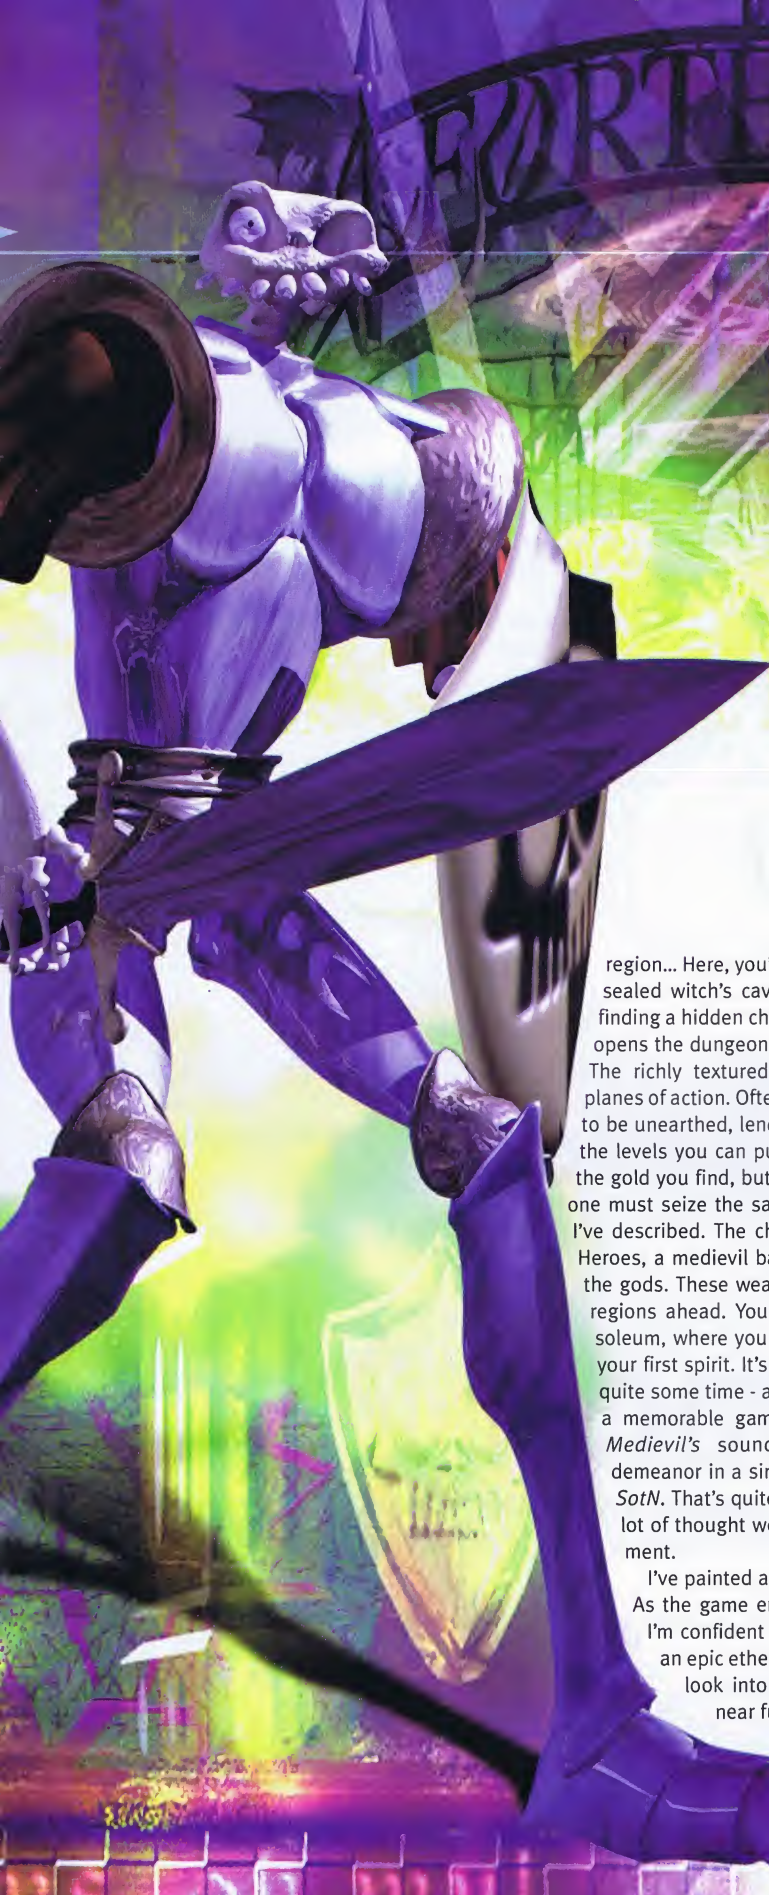 FORTE
region... Here, you'
sealed witch's cav
finding a hidden ch
opens the dungeon
The richly textured
planes of action. Ofte
to be unearthed, lend
the levels you can pu
the gold you find, but
one must seize the sa
I've described. The ch
Heroes, a medievil ba
the gods. These wea
regions ahead. You
soleum, where you
your first spirit. It's
quite some time - a
a memorable gam
Medievil's sound
demeanor in a sin
SotN. That's quite
lot of thought we
ment.
I've painted a
As the game en
I'm confident
an epic ethe
look into
near fu